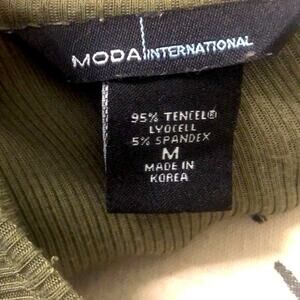 MODA INTERNATIONAL
95% TENCEL®
LYOCELL
5% SPANDEX
M
MADE IN
KOREA